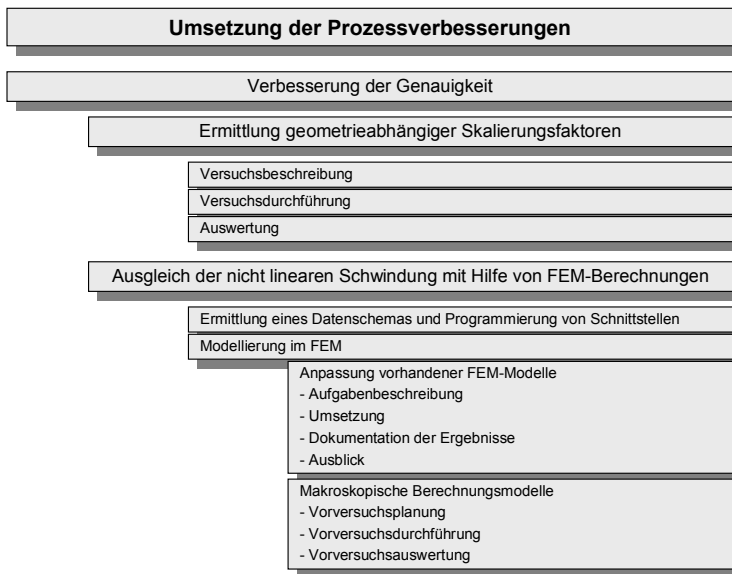 Umsetzung der Prozessverbesserungen
Verbesserung der Genauigkeit
Ermittlung geometrieabhängiger Skalierungsfaktoren
Versuchsbeschreibung
Versuchsdurchführung
Auswertung
Ausgleich der nicht linearen Schwindung mit Hilfe von FEM-Berechnungen
Ermittlung eines Datenschemas und Programmierung von Schnittstellen
Modellierung im FEM
Anpassung vorhandener FEM-Modelle
- Aufgabenbeschreibung
- Umsetzung
- Dokumentation der Ergebnisse
- Ausblick
Makroskopische Berechnungsmodelle
- Vorversuchsplanung
- Vorversuchsdurchführung
- Vorversuchsauswertung